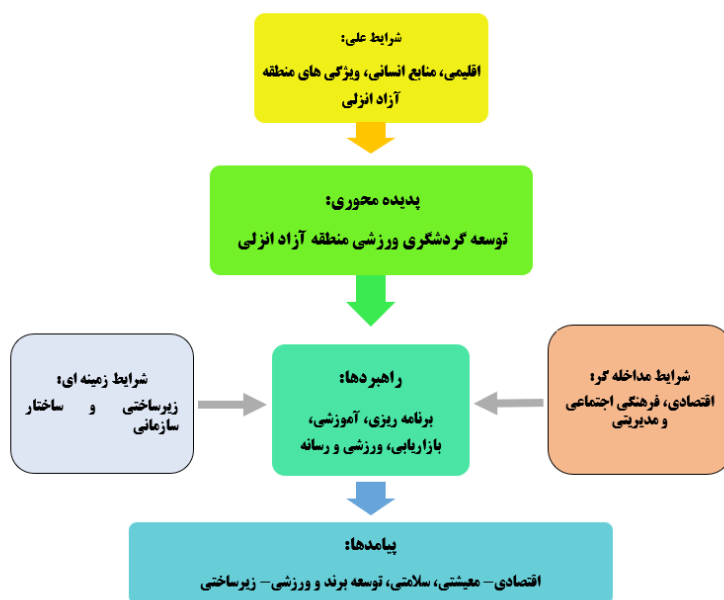 شرایط علی:
اقلیمی، منابع انسانی، ویژگی های منطقه
آزاد انزلی
پدیده محوری:
توسعه گردشگری ورزشی منطقه آزاد انزلی
شرایط مداخله گر:
اقتصادی، فرهنگی اجتماعی
و مدیریتی
راهبردها:
برنامه ریزی، آموزشی،
بازاریابی، ورزشی و رسانه
شرایط زمینه ای:
زیرساختی و ساختار
سازمانی
پیامدها:
اقتصادی- معیشتی، سلامتی، توسعه برند و ورزشی- زیرساختی